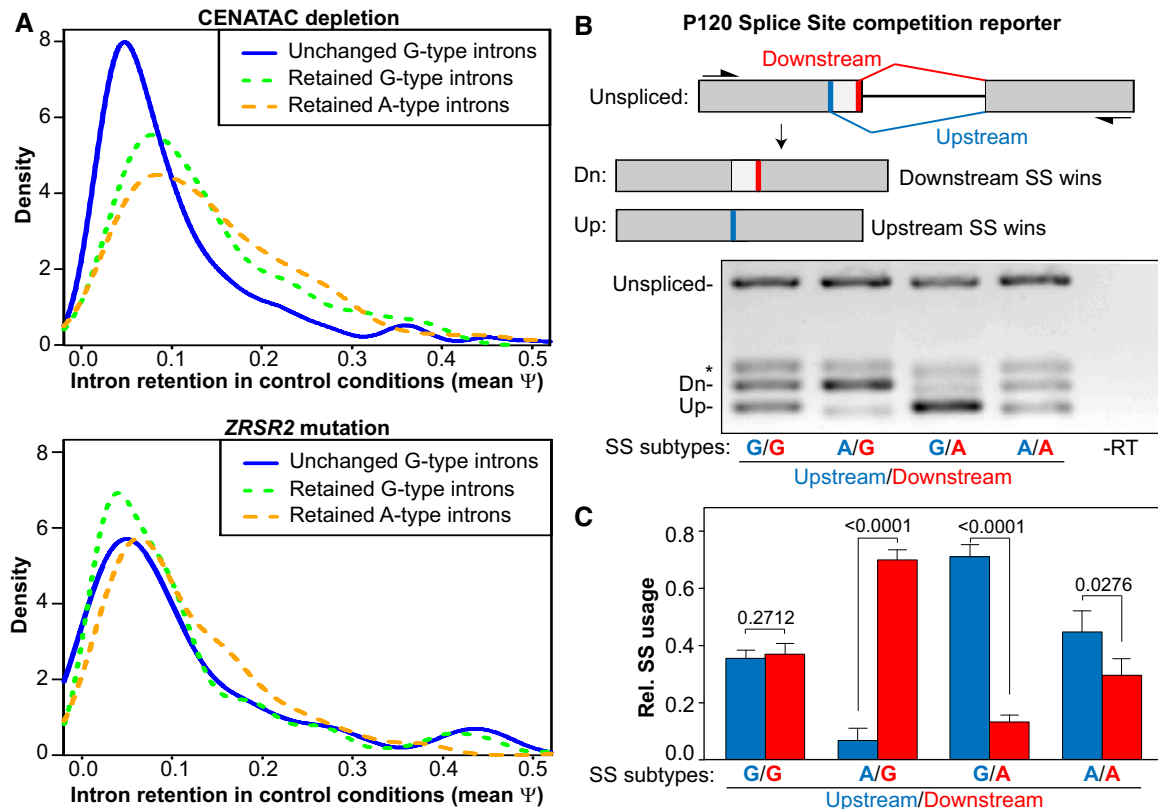 A
CENATAC depletion
Unchanged G-type introns
Retained G-type introns
Retained A-type introns
Density
8
6
4
2
0
0.0 0.1 0.2 0.3 0.4 0.5
Intron retention in control conditions (mean Ψ)
ZRSR2 mutation
Unchanged G-type introns
Retained G-type introns
Retained A-type introns
Density
8
6
4
2
0
0.0 0.1 0.2 0.3 0.4 0.5
Intron retention in control conditions (mean Ψ)
B
P120 Splice Site competition reporter
Downstream
Unspliced:
Upstream
Dn:
Downstream SS wins
Up:
Upstream SS wins
Unspliced-
*
Dn-
Up-
SS subtypes: G/G A/G G/A A/A -RT
Upstream/Downstream
C
Rel. SS usage
0.8
0.6
0.4
0.2
0.0
0.2712
<0.0001
<0.0001
0.0276
SS subtypes: G/G A/G G/A A/A
Upstream/Downstream